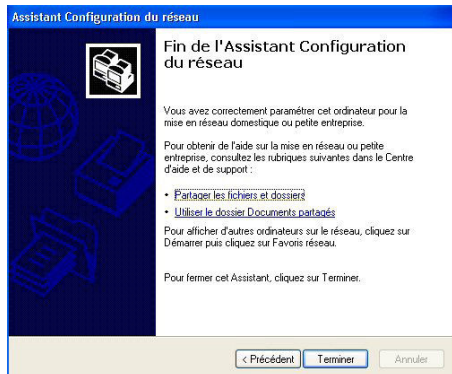 Assistant Configuration du réseau
Fin de l'Assistant Configuration
du réseau
Vous avez correctement paramétré cet ordinateur pour la
mise en réseau domestique ou petite entreprise.
Pour obtenir de l'aide sur la mise en réseau ou petite
entreprise, consultez les rubriques suivantes dans le Centre
d'aide et de support :
• Partager les fichiers et dossiers
• Utiliser le dossier Documents partagés
Pour afficher d'autres ordinateurs sur le réseau, cliquez sur
Démarrer puis cliquez sur Favoris réseau.
Pour fermer cet Assistant, cliquez sur Terminer.
< Précédent Terminer Annuler